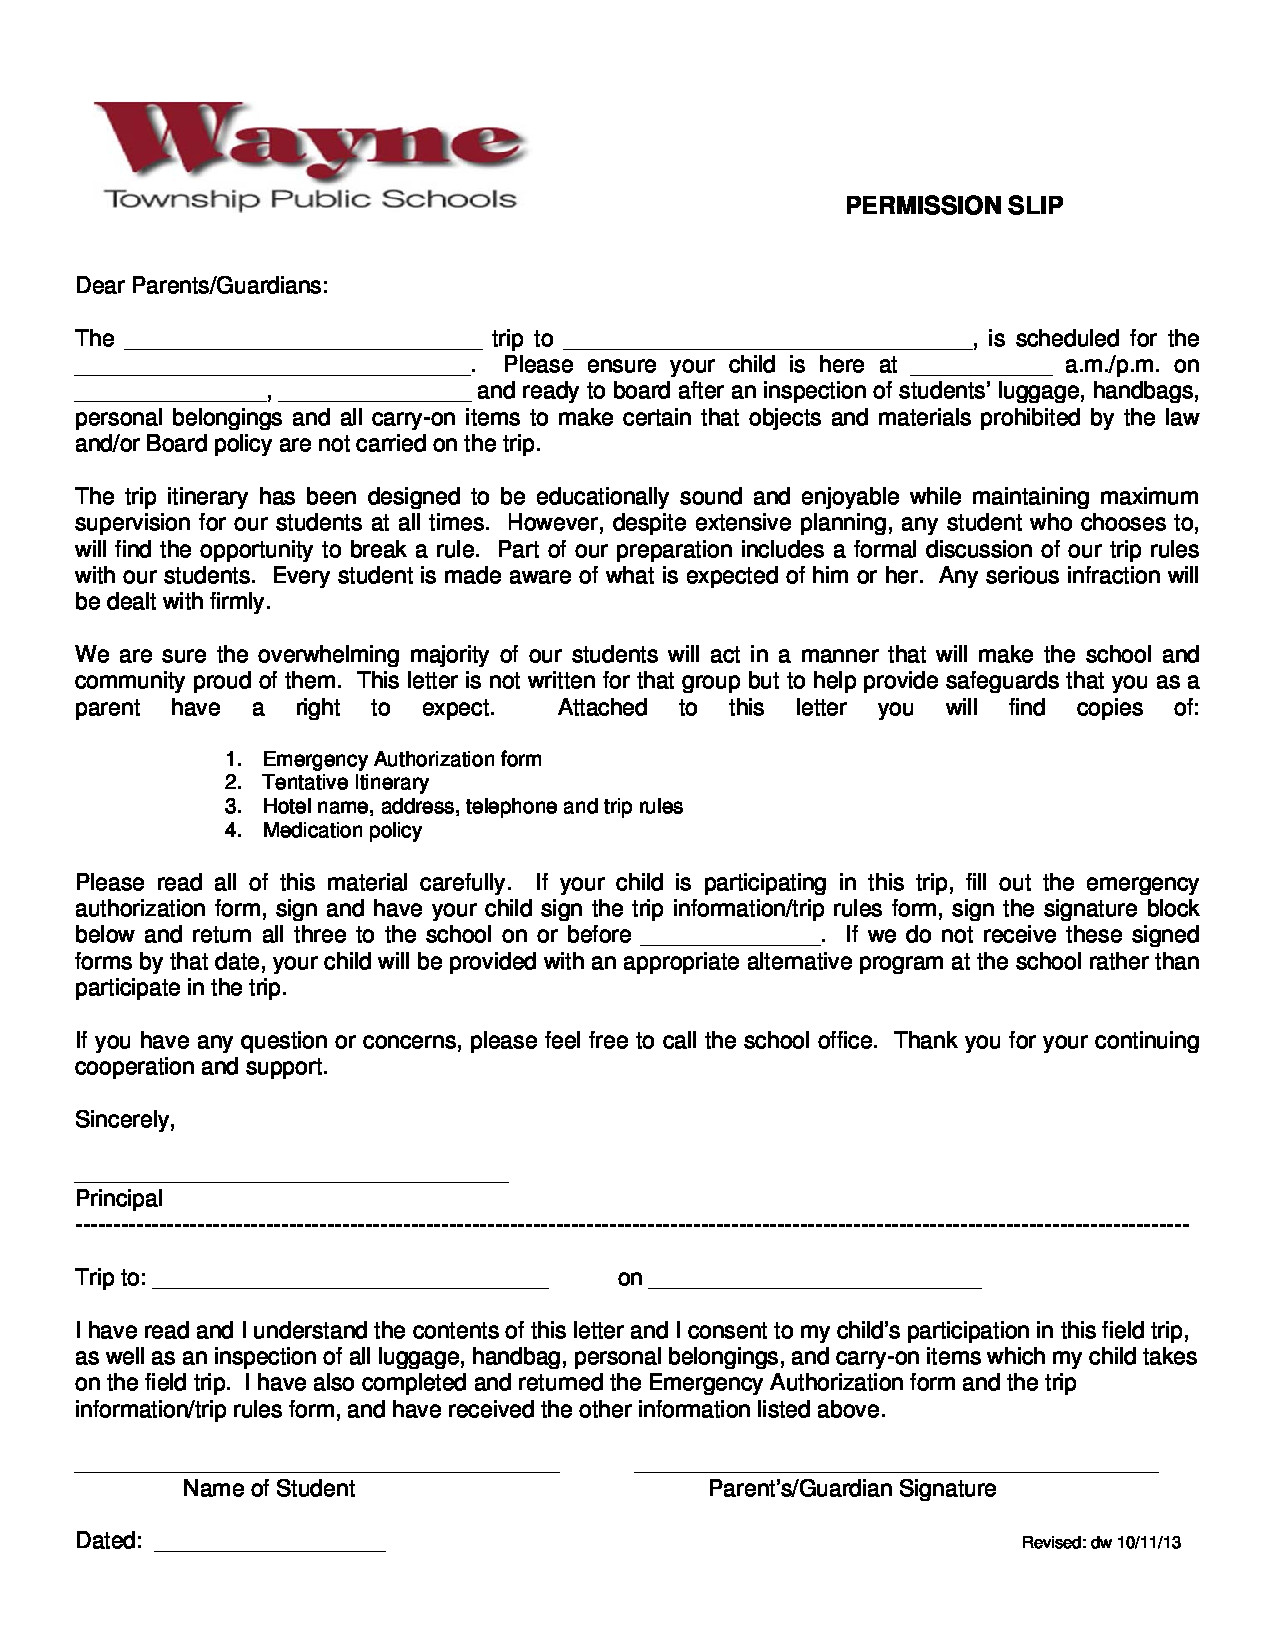 Wayne
Township Public Schools
PERMISSION SLIP
Dear Parents/Guardians:
The ____________________________ trip to ________________________________, is scheduled for the
_______________________________. Please ensure your child is here at ___________ a.m./p.m. on
_______________, _______________ and ready to board after an inspection of students’ luggage, handbags,
personal belongings and all carry-on items to make certain that objects and materials prohibited by the law
and/or Board policy are not carried on the trip.
The trip itinerary has been designed to be educationally sound and enjoyable while maintaining maximum
supervision for our students at all times. However, despite extensive planning, any student who chooses to,
will find the opportunity to break a rule. Part of our preparation includes a formal discussion of our trip rules
with our students. Every student is made aware of what is expected of him or her. Any serious infraction will
be dealt with firmly.
We are sure the overwhelming majority of our students will act in a manner that will make the school and
community proud of them. This letter is not written for that group but to help provide safeguards that you as a
parent have a right to expect. Attached to this letter you will find copies of:
1. Emergency Authorization form
2. Tentative Itinerary
3. Hotel name, address, telephone and trip rules
4. Medication policy
Please read all of this material carefully. If your child is participating in this trip, fill out the emergency
authorization form, sign and have your child sign the trip information/trip rules form, sign the signature block
below and return all three to the school on or before ______________. If we do not receive these signed
forms by that date, your child will be provided with an appropriate alternative program at the school rather than
participate in the trip.
If you have any question or concerns, please feel free to call the school office. Thank you for your continuing
cooperation and support.
Sincerely,
__________________________________
Principal
--------------------------------------------------------------------------------------------------------------------------------------------------
Trip to: _______________________________ on __________________________
I have read and I understand the contents of this letter and I consent to my child’s participation in this field trip,
as well as an inspection of all luggage, handbag, personal belongings, and carry-on items which my child takes
on the field trip. I have also completed and returned the Emergency Authorization form and the trip
information/trip rules form, and have received the other information listed above.
______________________________________ _________________________________________
Name of Student Parent’s/Guardian Signature
Dated: __________________ Revised: dw 10/11/13